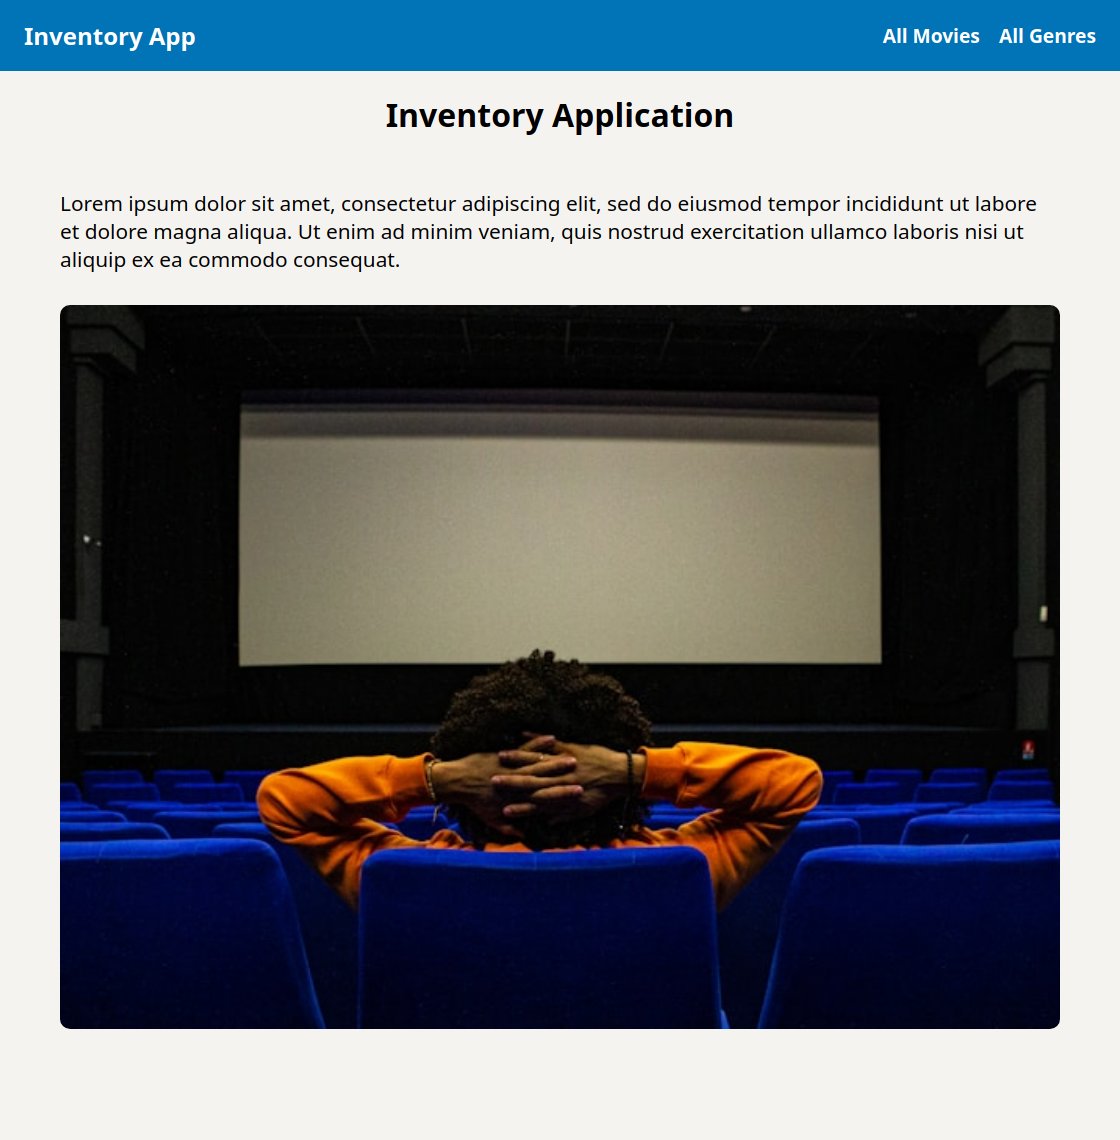 Inventory App
All Movies All Genres
Inventory Application
Lorem ipsum dolor sit amet, consectetur adipiscing elit, sed do eiusmod tempor incididunt ut labore
et dolore magna aliqua. Ut enim ad minim veniam, quis nostrud exercitation ullamco laboris nisi ut
aliquip ex ea commodo consequat.